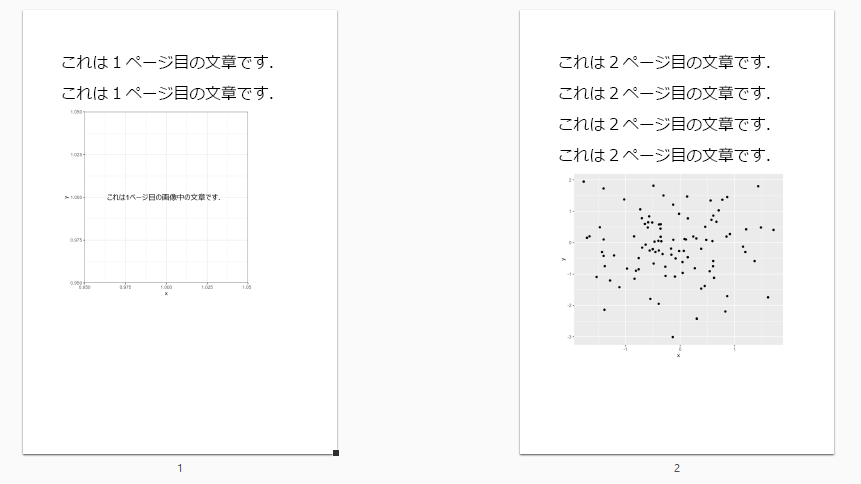 これは１ページ目の文章です.
これは１ページ目の文章です.
1.050
1.025
y
1.000
これは1ページ目の画像中の文章です.
0.975
0.950
0.950 0.975 1.000 1.025 1.05
x
1
これは２ページ目の文章です.
これは２ページ目の文章です.
これは２ページ目の文章です.
これは２ページ目の文章です.
2
1
0
y
-1
-2
-3
-1 0 1
x
2